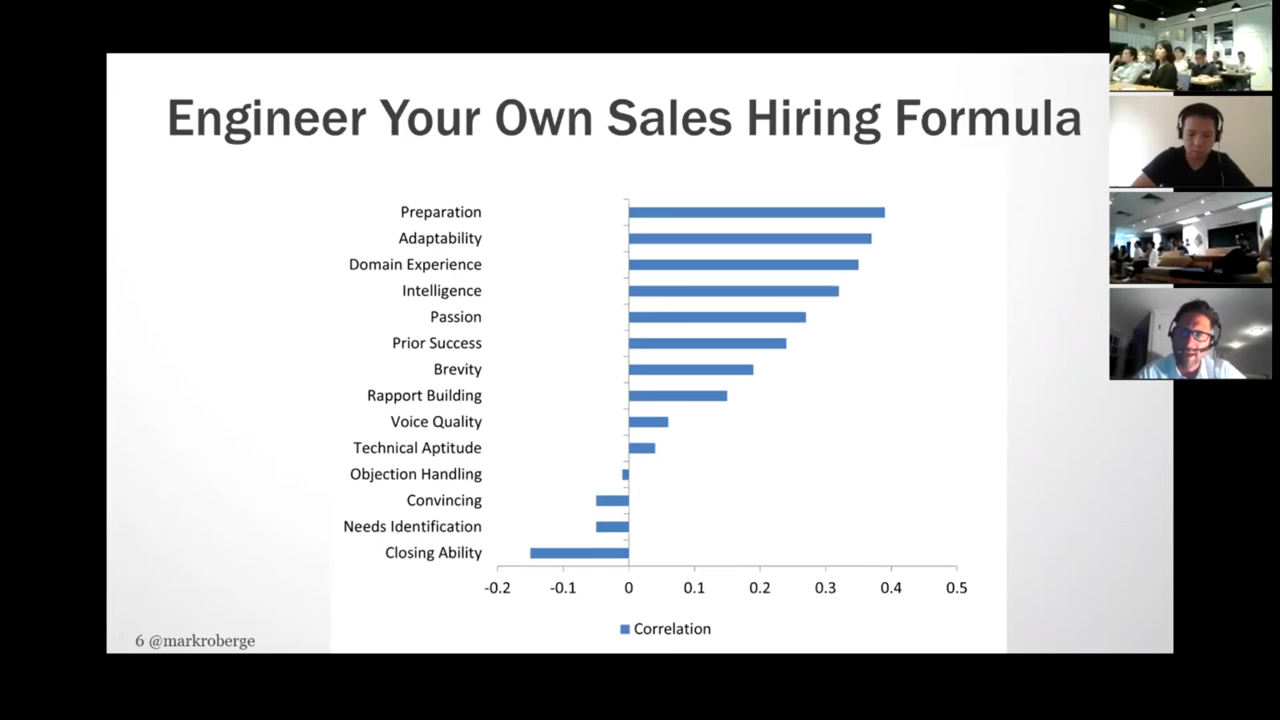 Engineer Your Own Sales Hiring Formula
Preparation
Adaptability
Domain Experience
Intelligence
Passion
Prior Success
Brevity
Rapport Building
Voice Quality
Technical Aptitude
Objection Handling
Convincing
Needs Identification
Closing Ability
-0.2 -0.1 0 0.1 0.2 0.3 0.4 0.5
Correlation
6 @markroberge